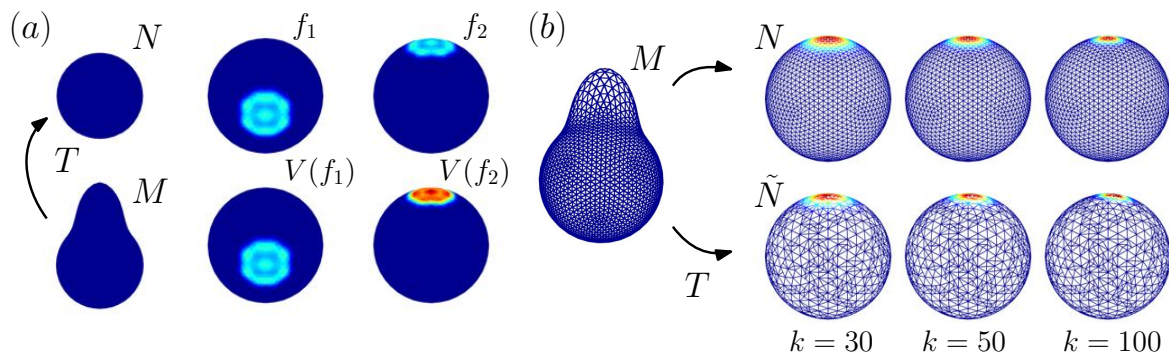 (a)
N
f₁
f₂
T
M
V(f₁)
V(f₂)
(b)
M
N
T
Ñ
k = 30
k = 50
k = 100